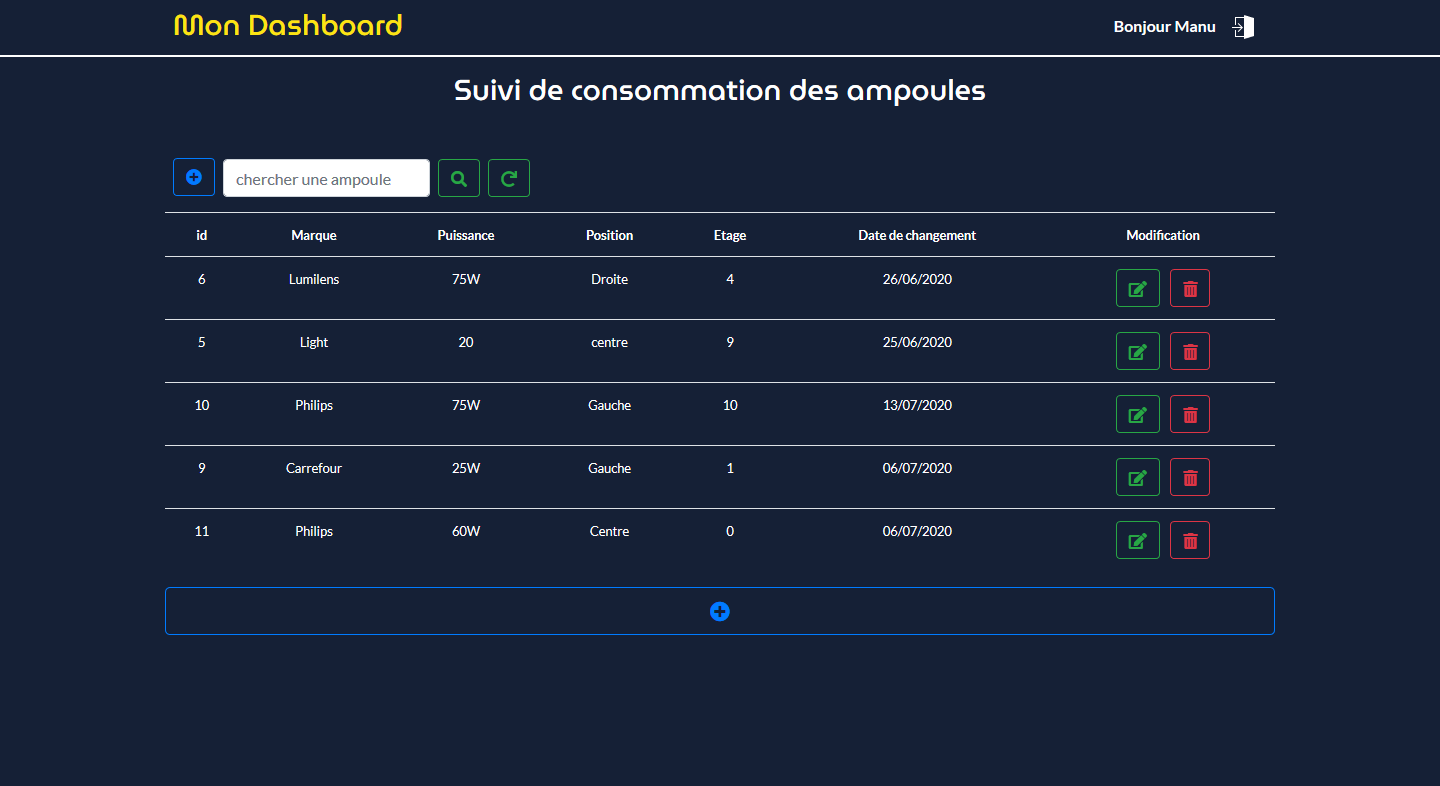 Mon Dashboard
Bonjour Manu
Suivi de consommation des ampoules
chercher une ampoule
id Marque Puissance Position Etage Date de changement Modification
6 Lumilens 75W Droite 4 26/06/2020
5 Light 20 centre 9 25/06/2020
10 Philips 75W Gauche 10 13/07/2020
9 Carrefour 25W Gauche 1 06/07/2020
11 Philips 60W Centre 0 06/07/2020